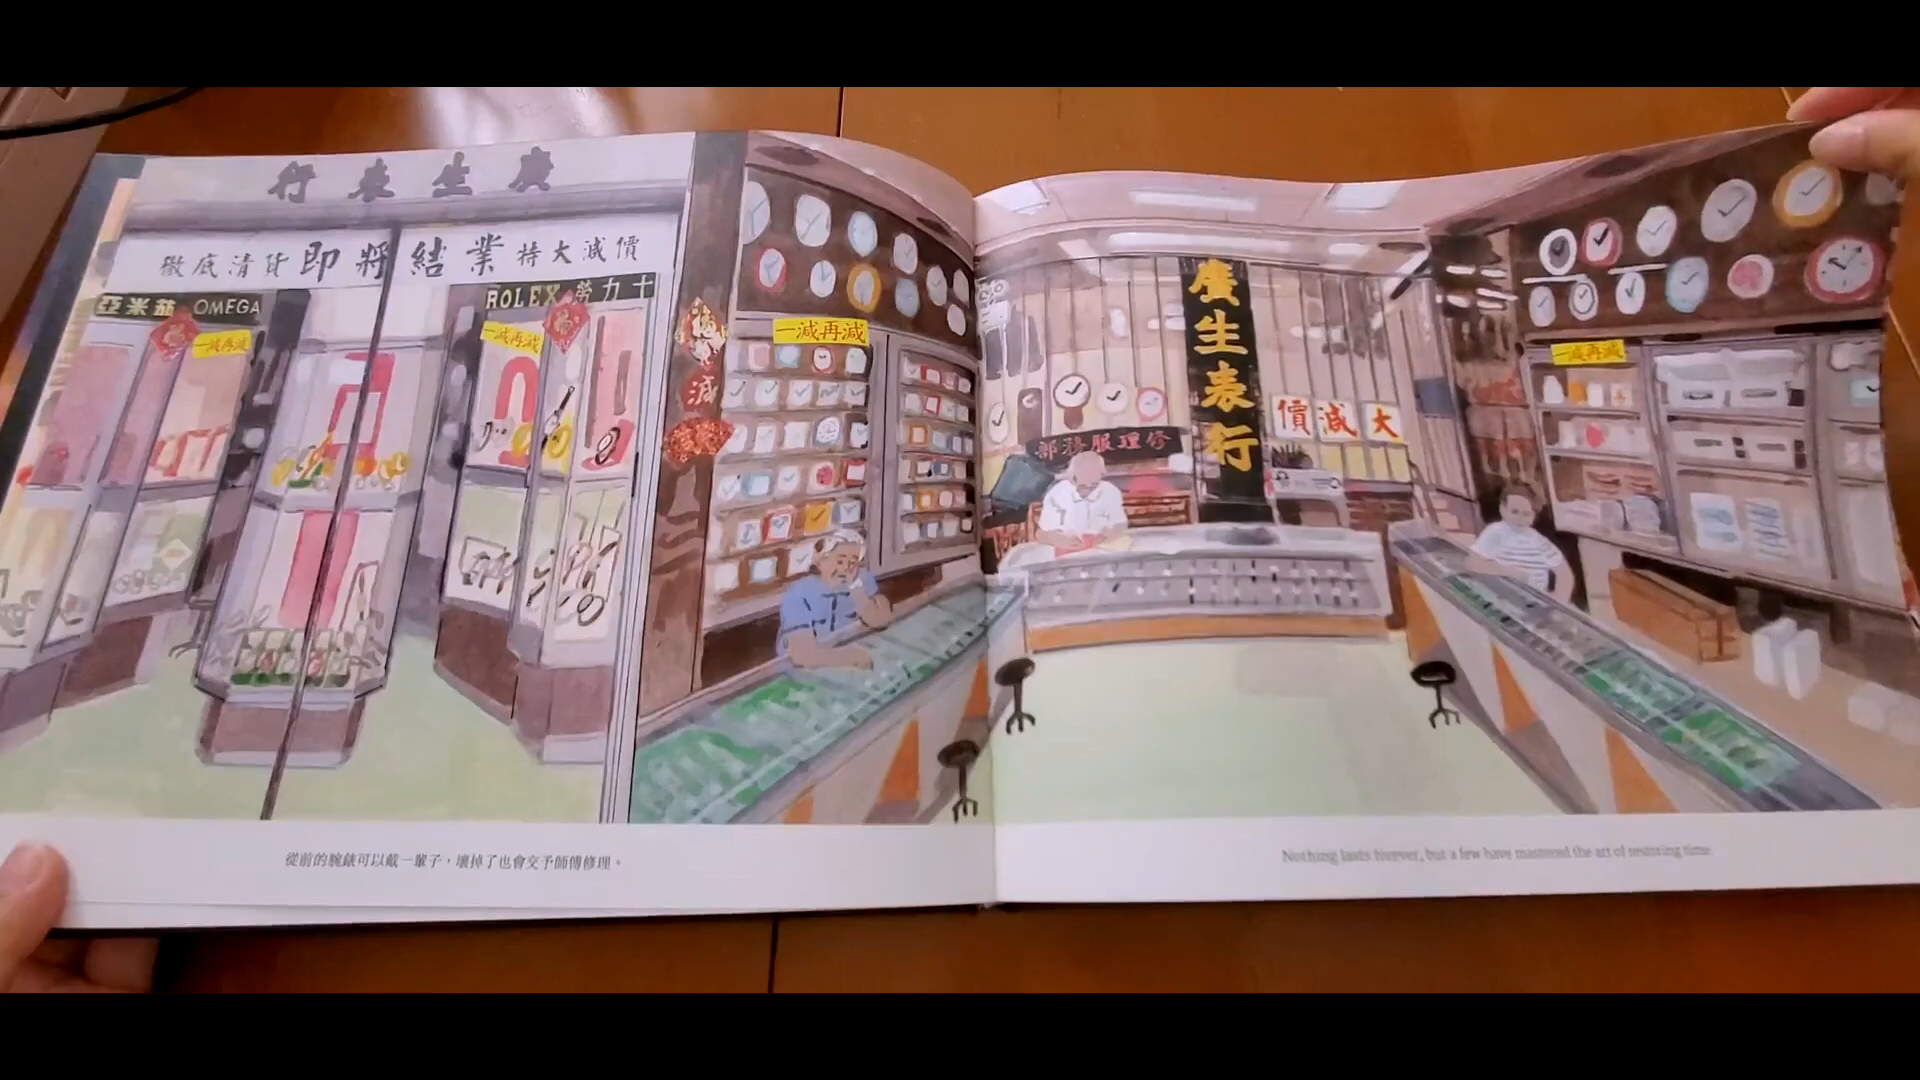 廣生表行
徹底清貨即將結業特大減價
亞米茄 OMEGA
ROLEX 勞力士
福
一減再減
一減再減
福
減
一減再減
廣生表行
大減價
修理服務部
一減再減
從前的腕錶可以戴一輩子，壞掉了也會交予師傅修理。
Nothing lasts forever, but a few have mastered the art of restoring time.